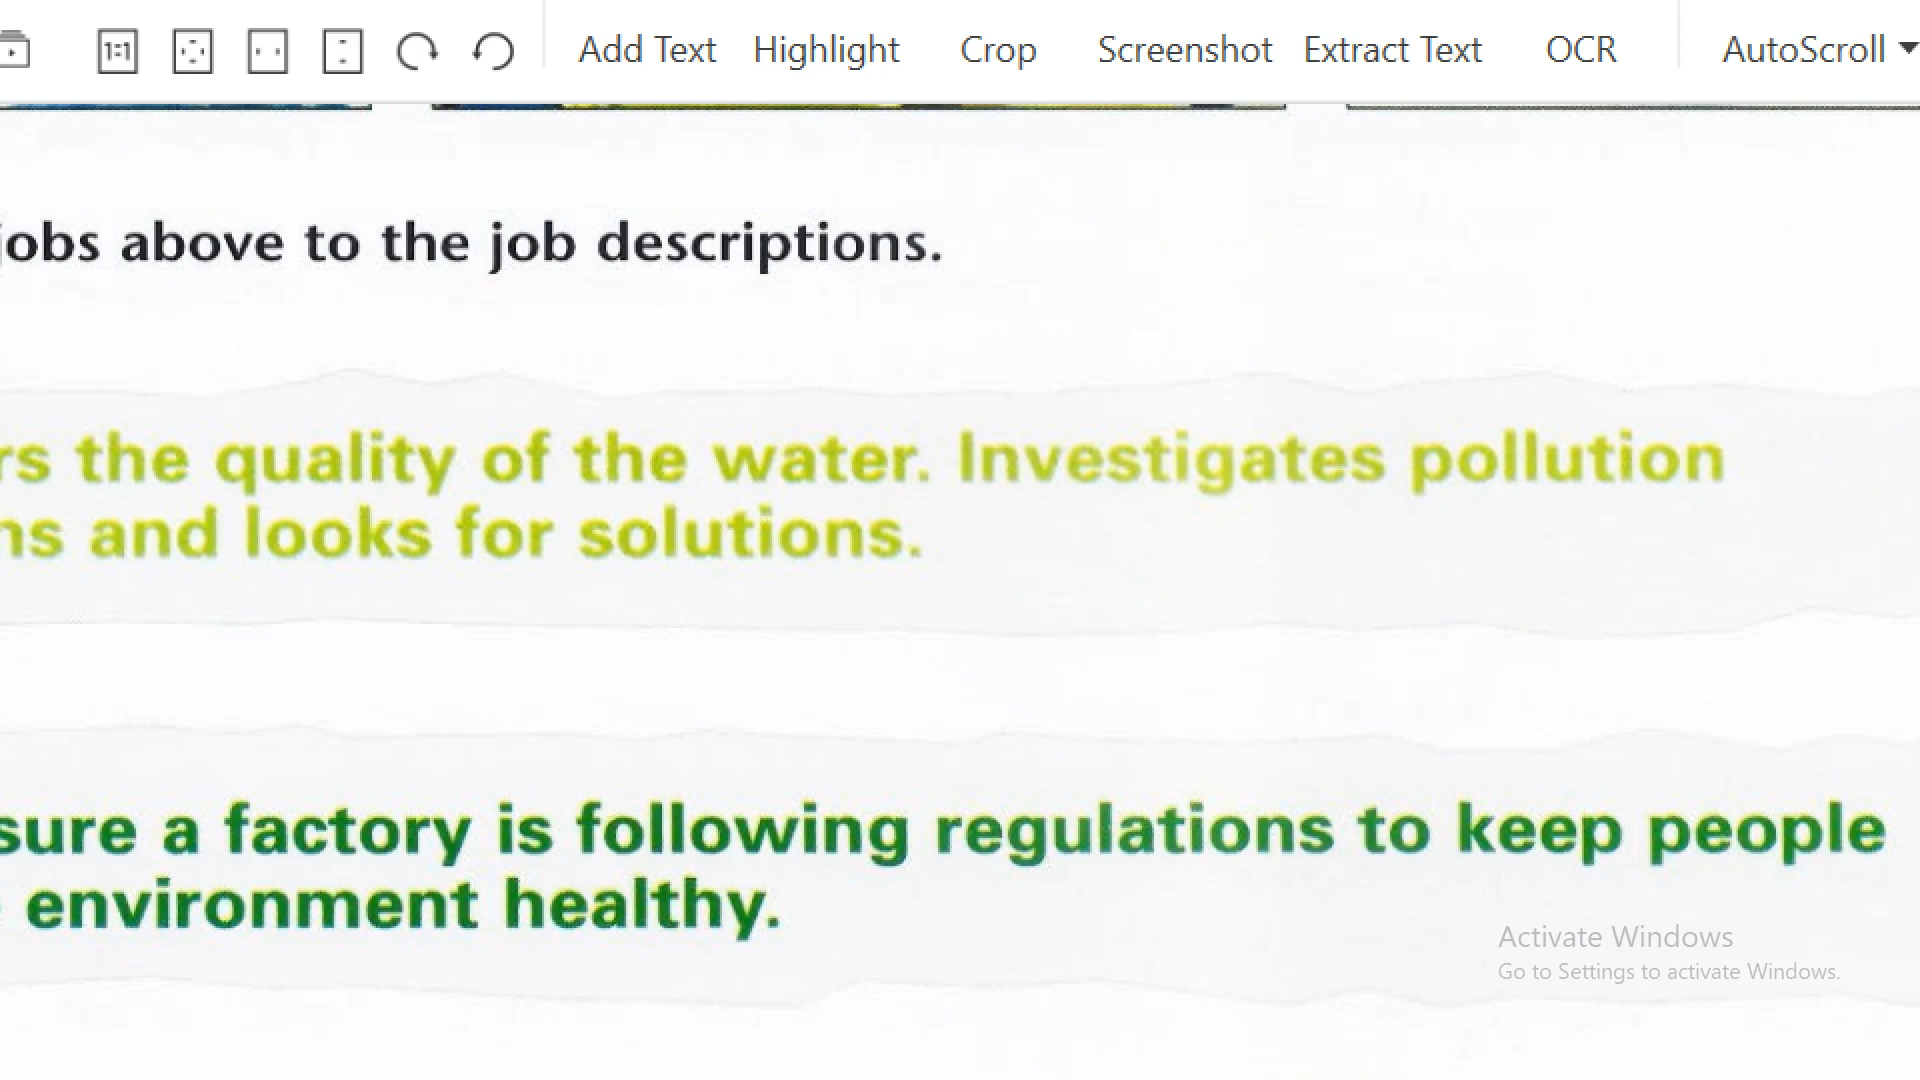 1:1 Add Text Highlight Crop Screenshot Extract Text OCR AutoScroll
jobs above to the job descriptions.
rs the quality of the water. Investigates pollution
ns and looks for solutions.
sure a factory is following regulations to keep people
environment healthy.
Activate Windows
Go to Settings to activate Windows.